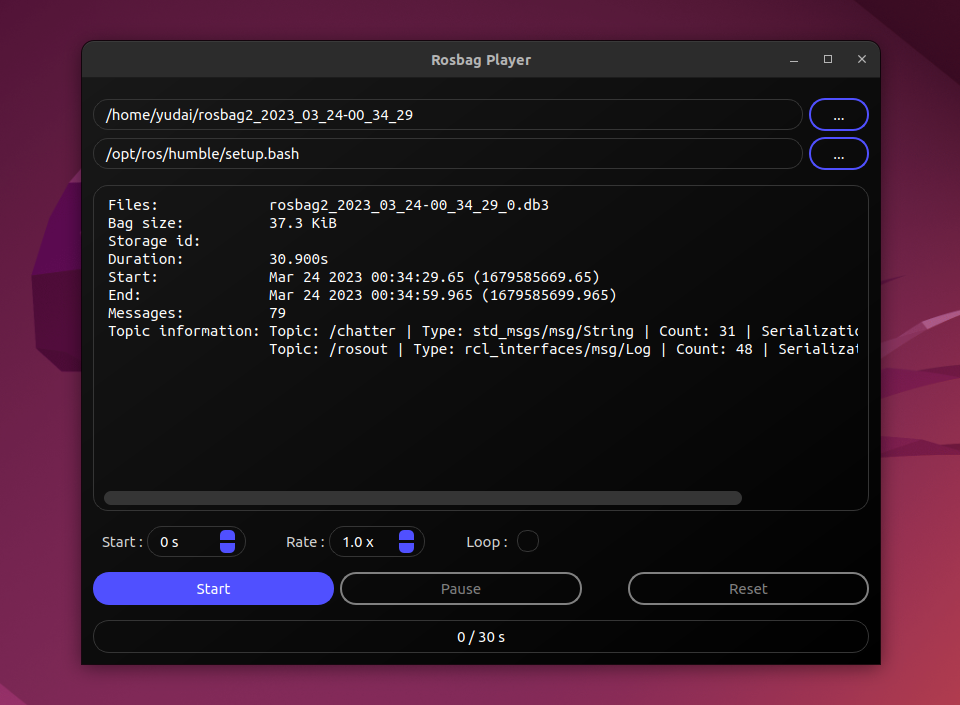 Rosbag Player
/home/yudai/rosbag2_2023_03_24-00_34_29 ...
/opt/ros/humble/setup.bash ...
Files: rosbag2_2023_03_24-00_34_29_0.db3
Bag size: 37.3 KiB
Storage id:
Duration: 30.900s
Start: Mar 24 2023 00:34:29.65 (1679585669.65)
End: Mar 24 2023 00:34:59.965 (1679585699.965)
Messages: 79
Topic information: Topic: /chatter | Type: std_msgs/msg/String | Count: 31 | Serializatio
Topic: /rosout | Type: rcl_interfaces/msg/Log | Count: 48 | Serializat
Start : 0 s Rate : 1.0 x Loop :
Start Pause Reset
0 / 30 s